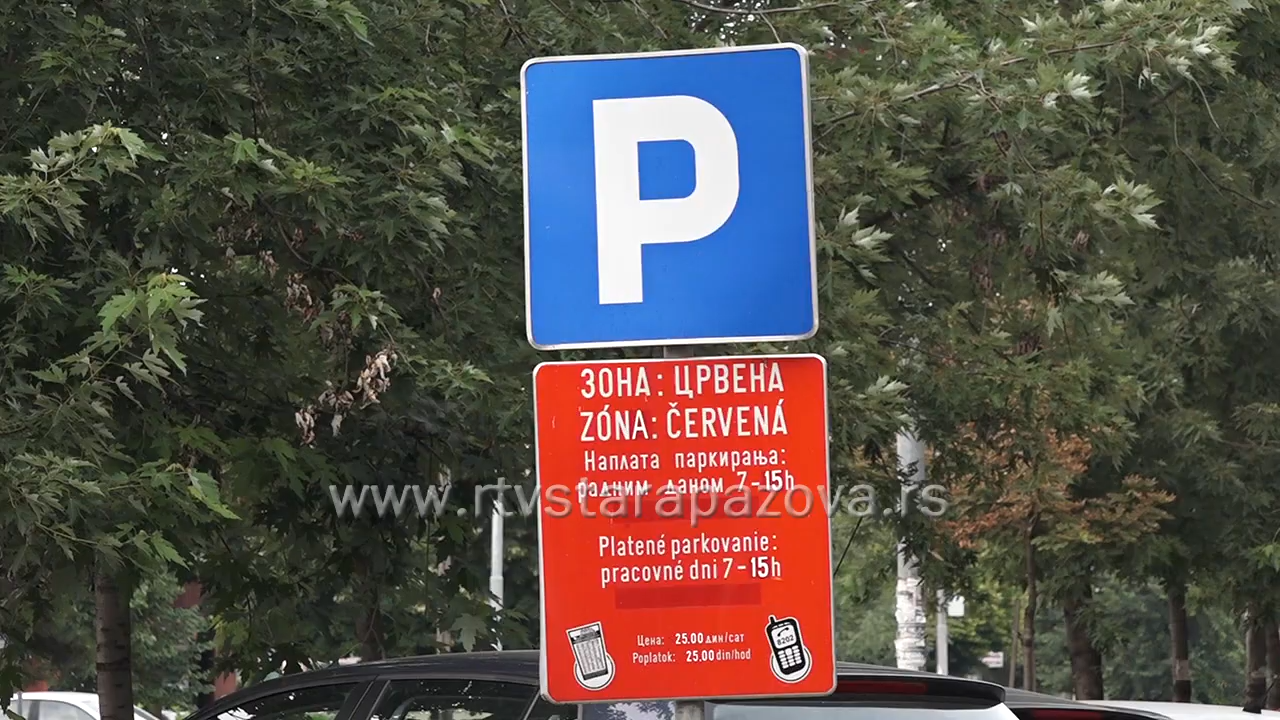 P
ЗОНА: ЦРВЕНА
ZÓNA: ČERVENÁ
Наплата паркирања:
радним даном 7-15h
www.rtvstarapazova.rs
Platené parkovanie:
pracovné dni 7-15h
Цена: 25.00 дин/сат
Poplatok: 25.00 din/hod
8202